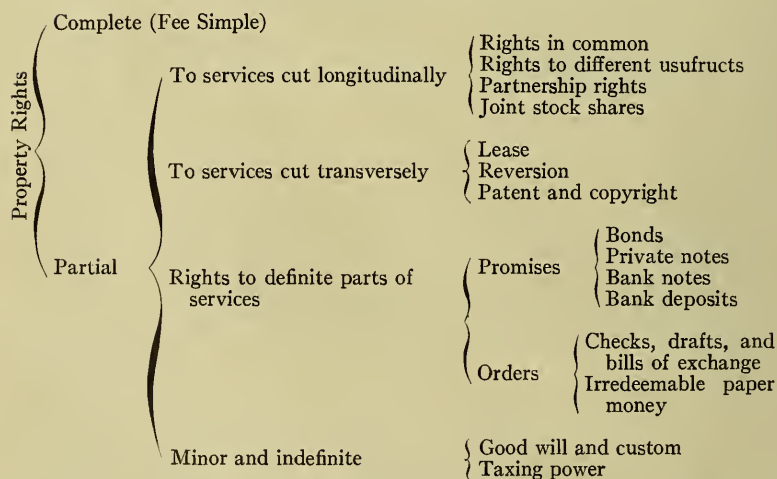 Property Rights
Complete (Fee Simple)
Partial
To services cut longitudinally
Rights in common
Rights to different usufructs
Partnership rights
Joint stock shares
To services cut transversely
Lease
Reversion
Patent and copyright
Rights to definite parts of
services
Promises
Bonds
Private notes
Bank notes
Bank deposits
Orders
Checks, drafts, and
bills of exchange
Irredeemable paper
money
Minor and indefinite
Good will and custom
Taxing power